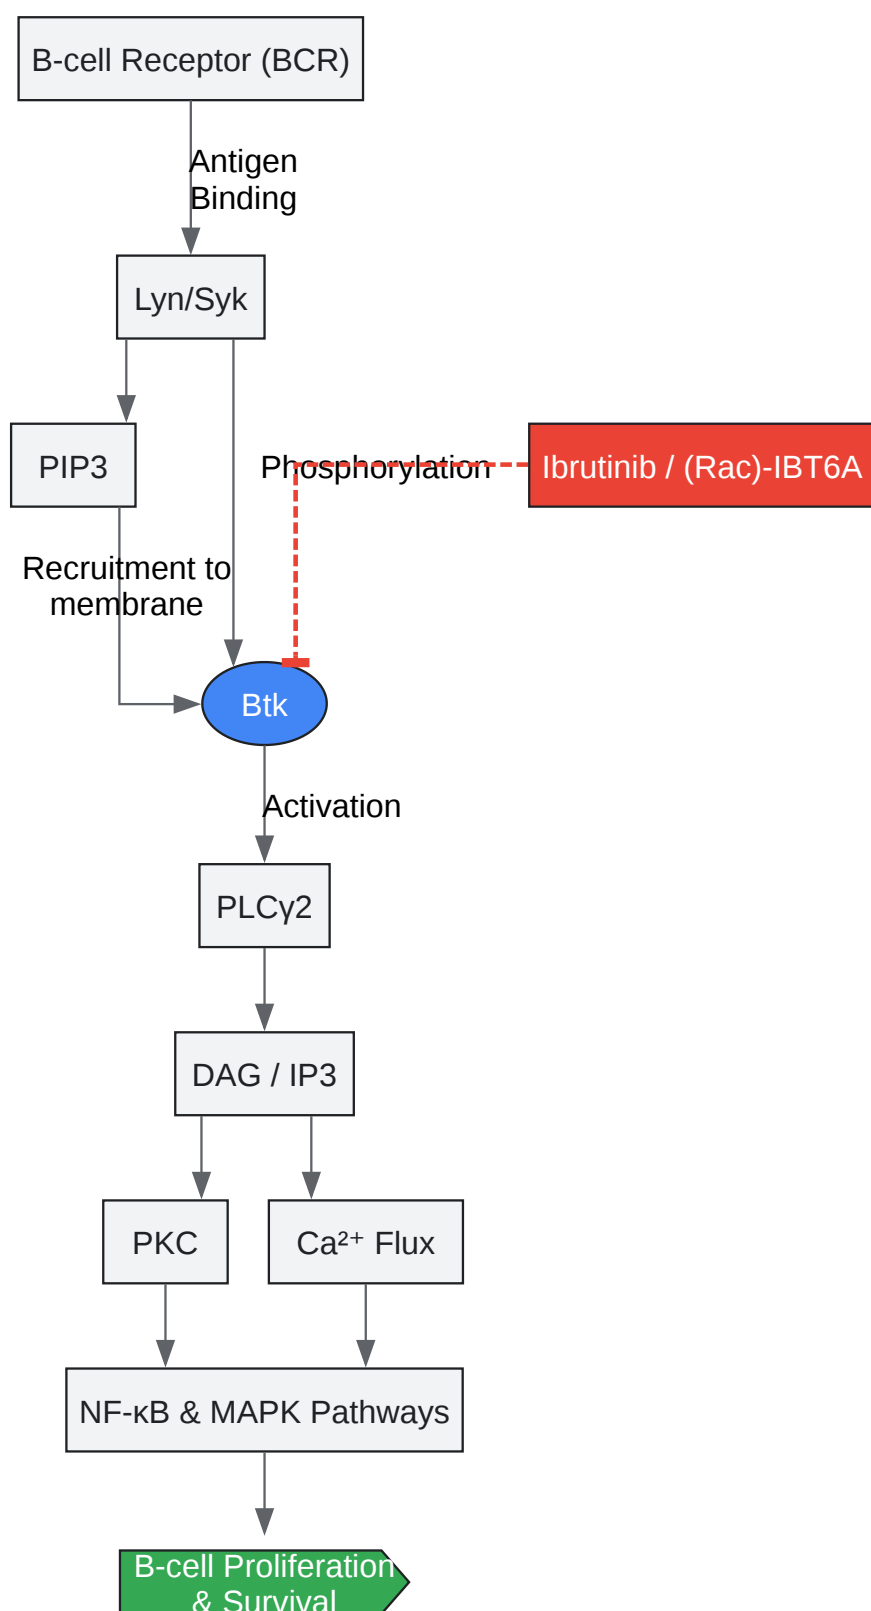 B-cell Receptor (BCR)
Antigen
Binding
Lyn/Syk
PIP3
Phosphorylation
Ibrutinib / (Rac)-IBT6A
Recruitment to
membrane
Btk
Activation
PLCγ2
DAG / IP3
PKC
Ca²⁺ Flux
NF-κB & MAPK Pathways
B-cell Proliferation
& Survival